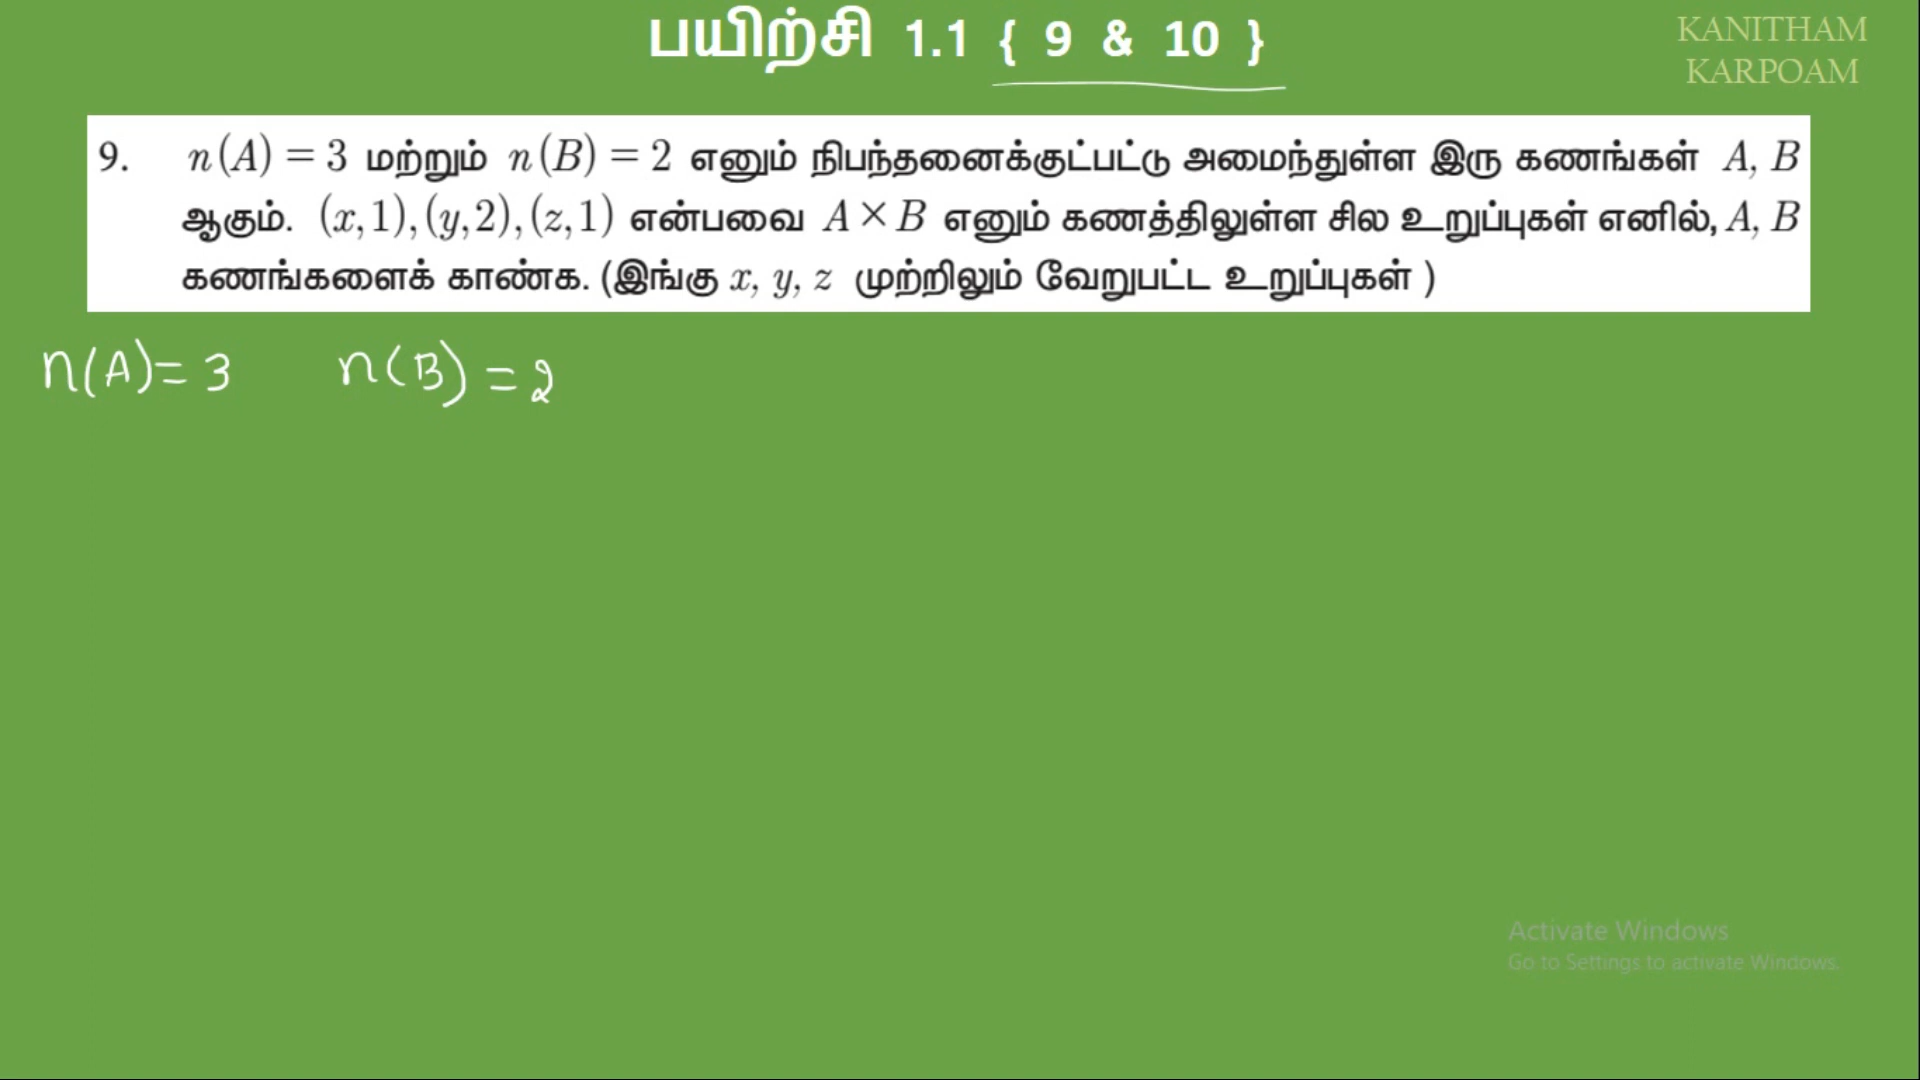 பயிற்சி 1.1 { 9 & 10 }
KANITHAM
KARPOAM
9. n(A) = 3 மற்றும் n(B) = 2 எனும் நிபந்தனைக்குட்பட்டு அமைந்துள்ள இரு கணங்கள் A, B
ஆகும். (x,1),(y,2),(z,1) என்பவை A×B எனும் கணத்திலுள்ள சில உறுப்புகள் எனில், A, B
கணங்களைக் காண்க. (இங்கு x, y, z முற்றிலும் வேறுபட்ட உறுப்புகள் )
n(A)= 3 n(B) = 2
Activate Windows
Go to Settings to activate Windows.